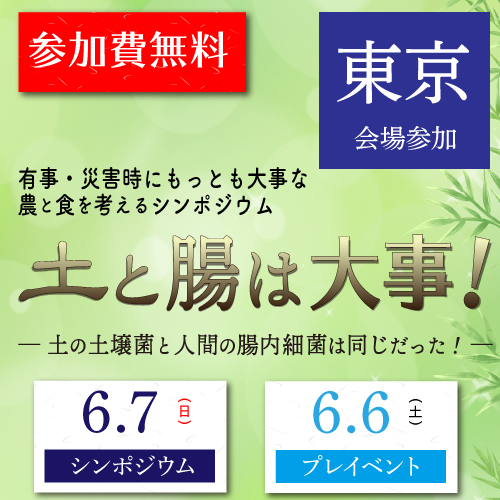 参加費無料
東京
会場参加
有事・災害時にもっとも大事な
農と食を考えるシンポジウム
土と腸は大事！
― 土の土壌菌と人間の腸内細菌は同じだった！―
6.7（日）
シンポジウム
6.6（土）
プレイベント